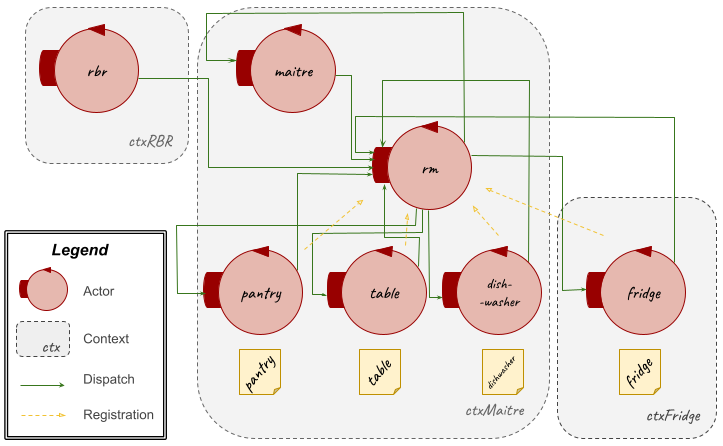 rbr
maitre
ctxRBR
rm
Legend
Actor
ctx
Context
Dispatch
Registration
pantry
table
dish-
-washer
fridge
pantry
table
dishwasher
fridge
ctxMaitre
ctxFridge